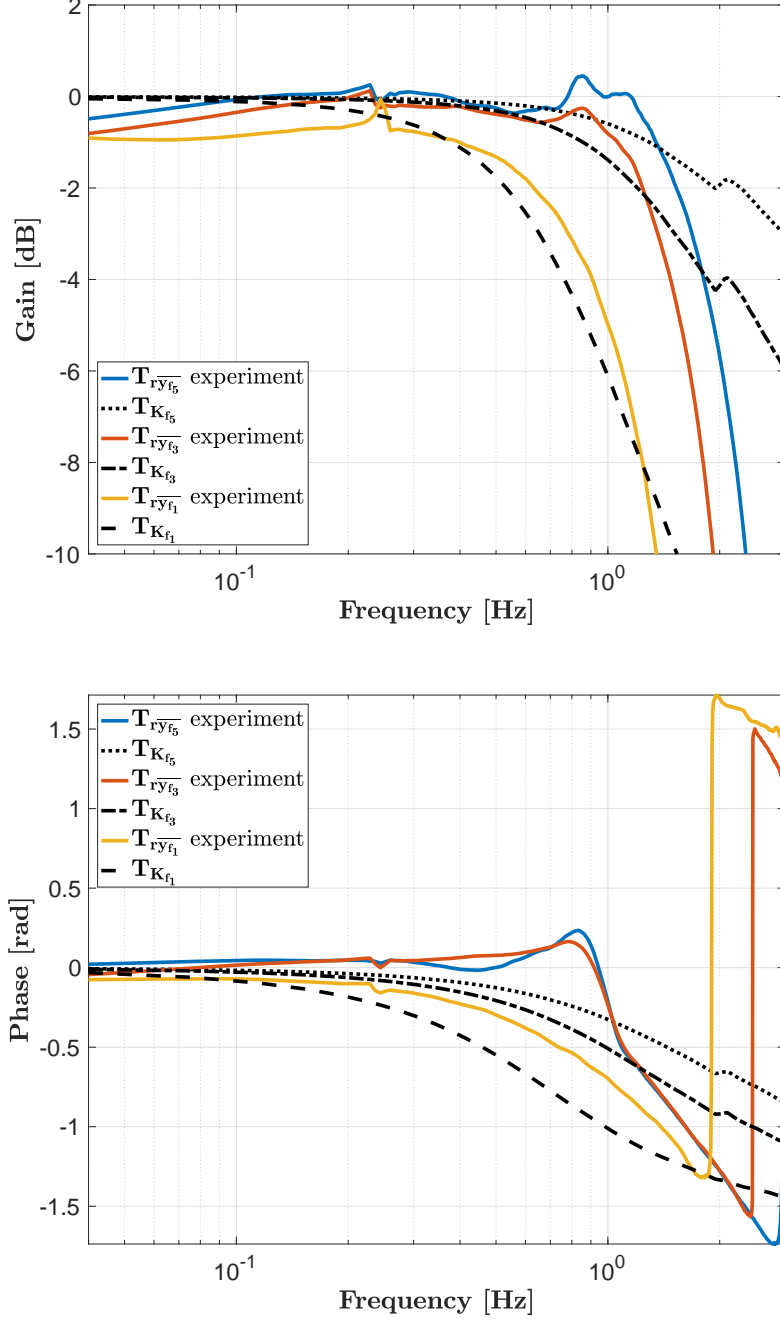 2
0
-2
-4
-6
-8
-10
Gain [dB]
T_{r\overline{y_{f_5}}} experiment
T_{K_{f_5}}
T_{r\overline{y_{f_3}}} experiment
T_{K_{f_3}}
T_{r\overline{y_{f_1}}} experiment
T_{K_{f_1}}
10^{-1} 10^{0}
Frequency [Hz]
1.5
1
0.5
0
-0.5
-1
-1.5
Phase [rad]
T_{r\overline{y_{f_5}}} experiment
T_{K_{f_5}}
T_{r\overline{y_{f_3}}} experiment
T_{K_{f_3}}
T_{r\overline{y_{f_1}}} experiment
T_{K_{f_1}}
10^{-1} 10^{0}
Frequency [Hz]